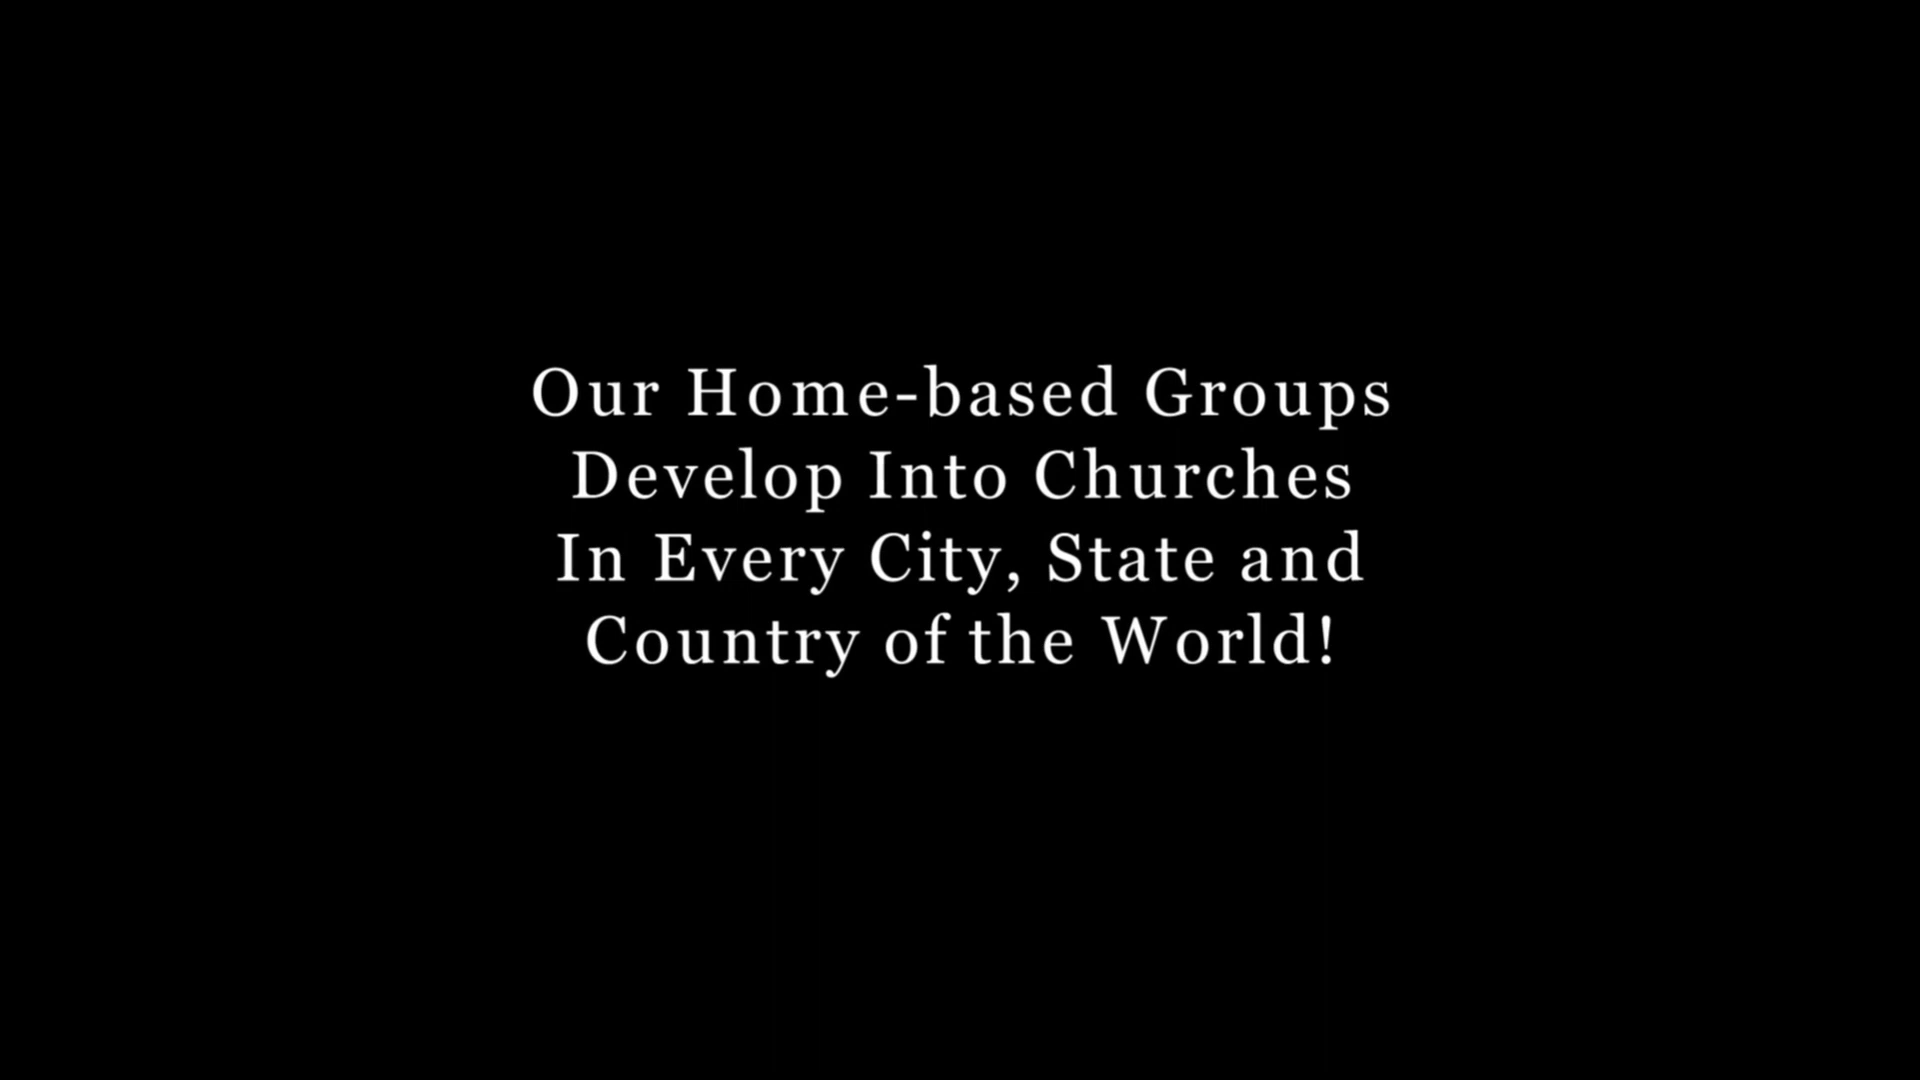 Our Home-based Groups
Develop Into Churches
In Every City, State and
Country of the World!